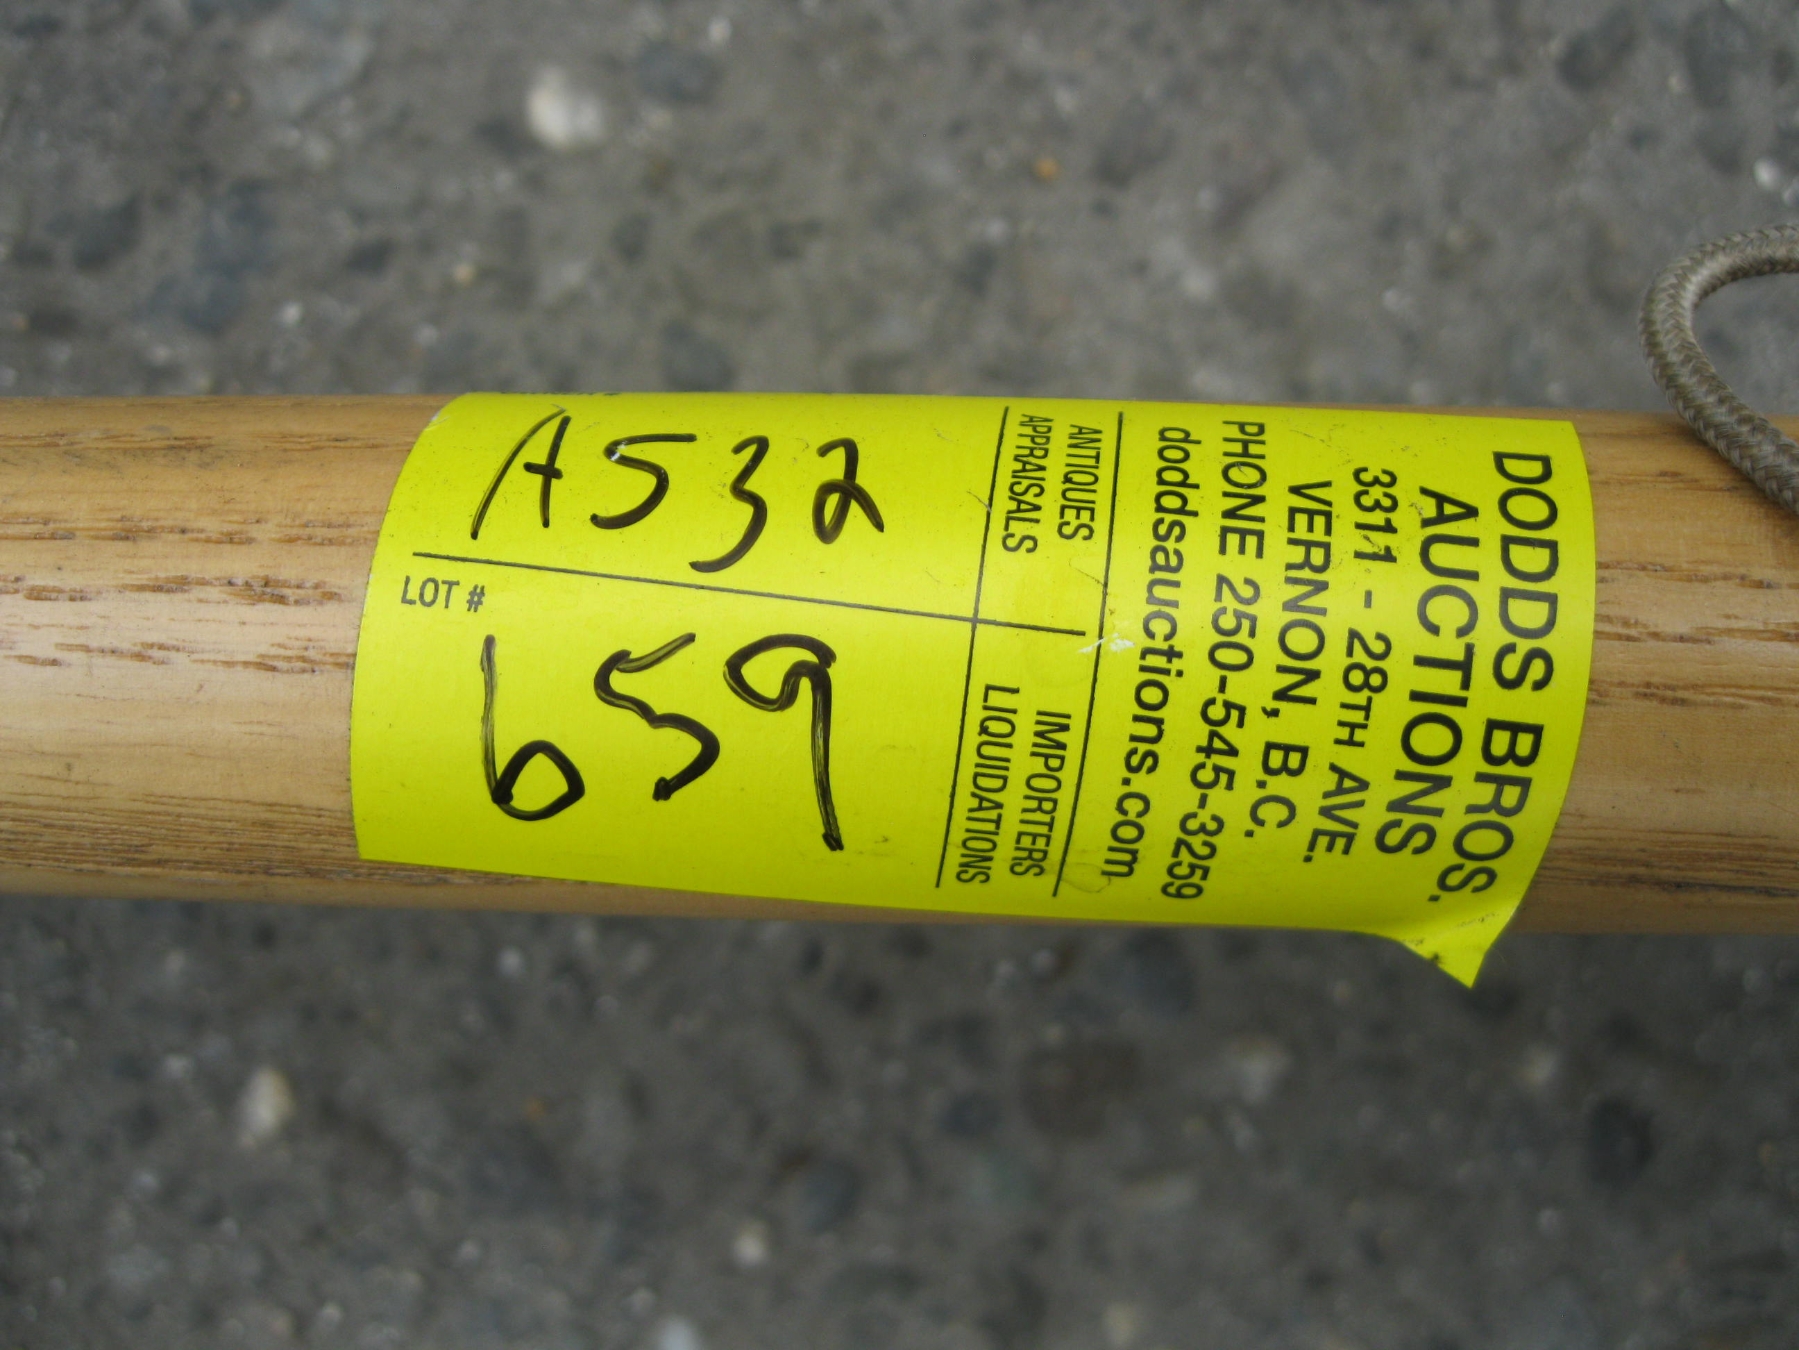 DODDS BROS.
AUCTIONS
3311 - 28TH AVE.
VERNON, B.C.
PHONE 250-545-3259
doddsauctions.com
ANTIQUES
APPRAISALS
IMPORTERS
LIQUIDATIONS
A532
LOT #
659